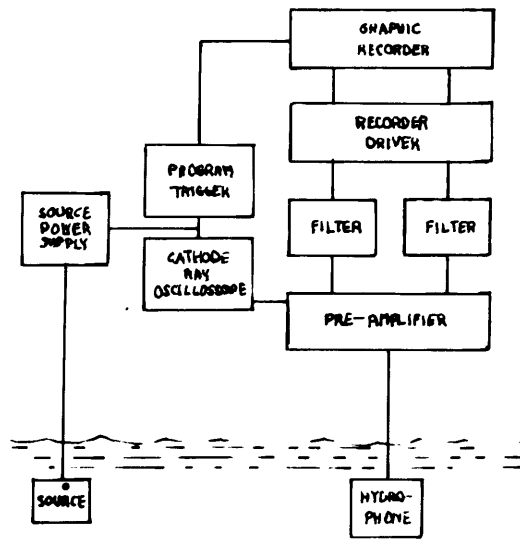 GRAPHIC
RECORDER
RECORDER
DRIVER
PROGRAM
TRIGGER
SOURCE
POWER
SUPPLY
FILTER
FILTER
CATHODE
RAY
OSCILLOSCOPE
PRE-AMPLIFIER
SOURCE
HYDRO-
PHONE